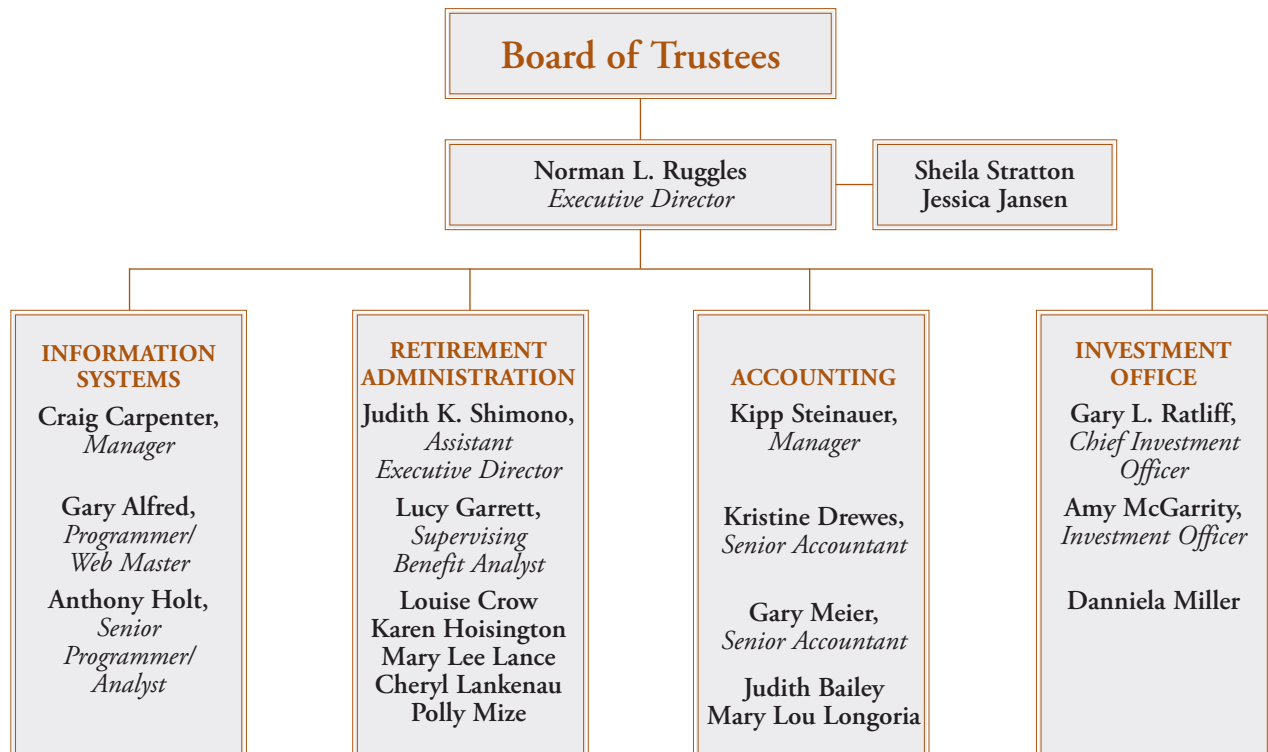 Board of Trustees
Norman L. Ruggles
Executive Director
Sheila Stratton
Jessica Jansen
INFORMATION
SYSTEMS
Craig Carpenter,
Manager
Gary Alfred,
Programmer/
Web Master
Anthony Holt,
Senior
Programmer/
Analyst
RETIREMENT
ADMINISTRATION
Judith K. Shimono,
Assistant
Executive Director
Lucy Garrett,
Supervising
Benefit Analyst
Louise Crow
Karen Hoisington
Mary Lee Lance
Cheryl Lankenau
Polly Mize
ACCOUNTING
Kipp Steinauer,
Manager
Kristine Drewes,
Senior Accountant
Gary Meier,
Senior Accountant
Judith Bailey
Mary Lou Longoria
INVESTMENT
OFFICE
Gary L. Ratliff,
Chief Investment
Officer
Amy McGarrity,
Investment Officer
Danniela Miller